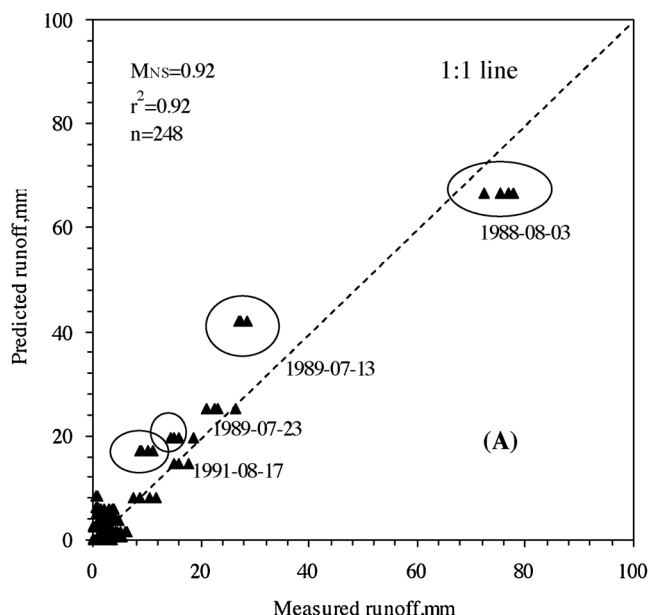 100
80
60
40
20
0
Predicted runoff,mm
MNS=0.92
r²=0.92
n=248
1:1 line
1988-08-03
1989-07-13
1989-07-23
1991-08-17
(A)
0 20 40 60 80 100
Measured runoff,mm